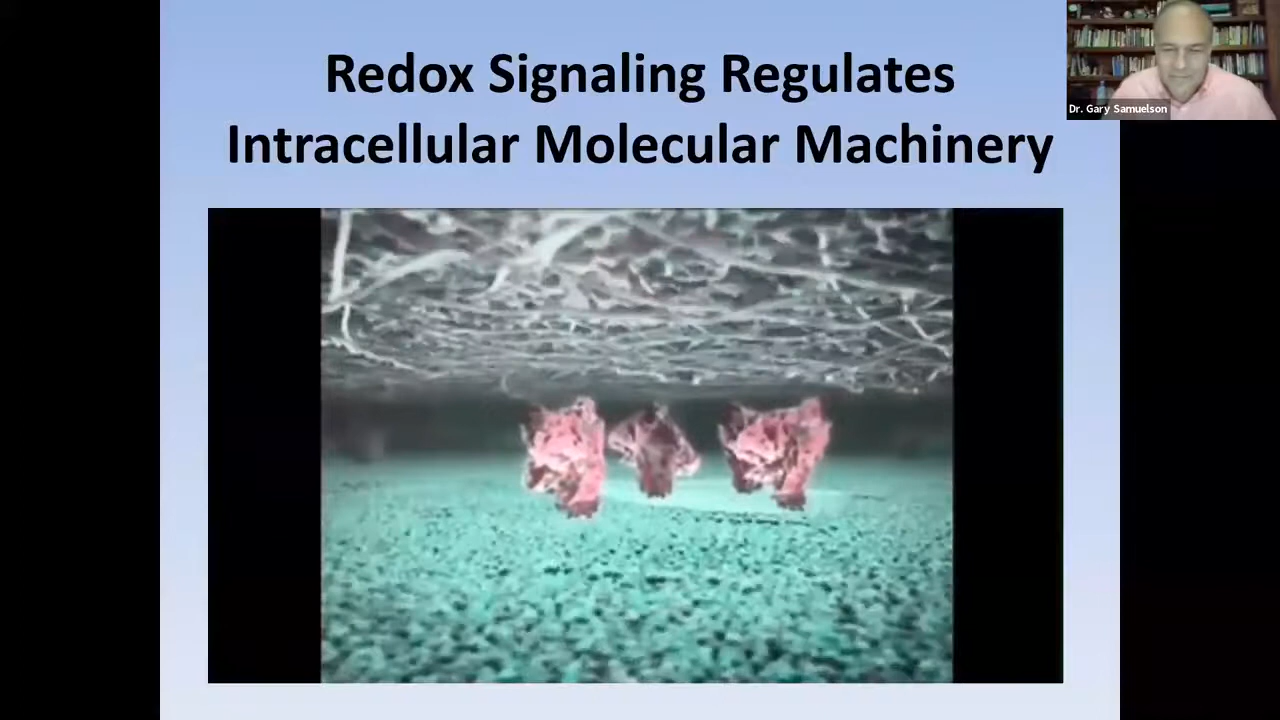 Redox Signaling Regulates
Intracellular Molecular Machinery
Dr. Gary Samuelson